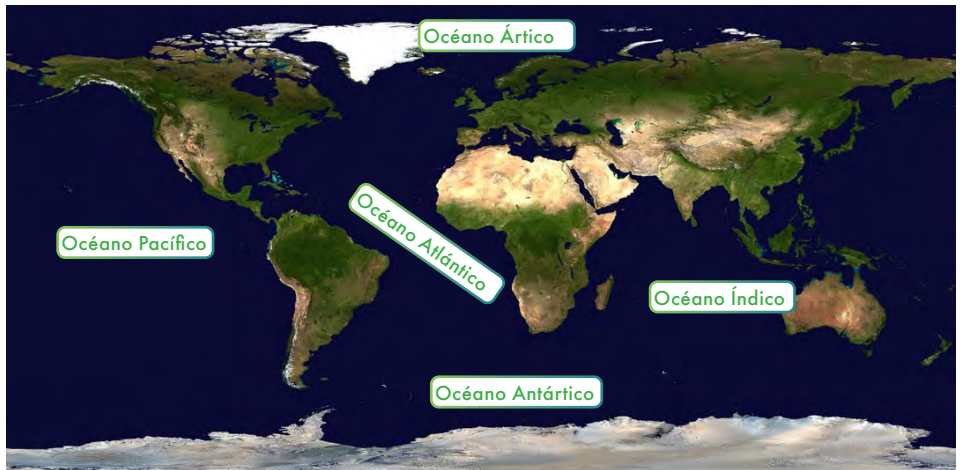 Océano Ártico
Océano Atlántico
Océano Pacífico
Océano Índico
Océano Antártico